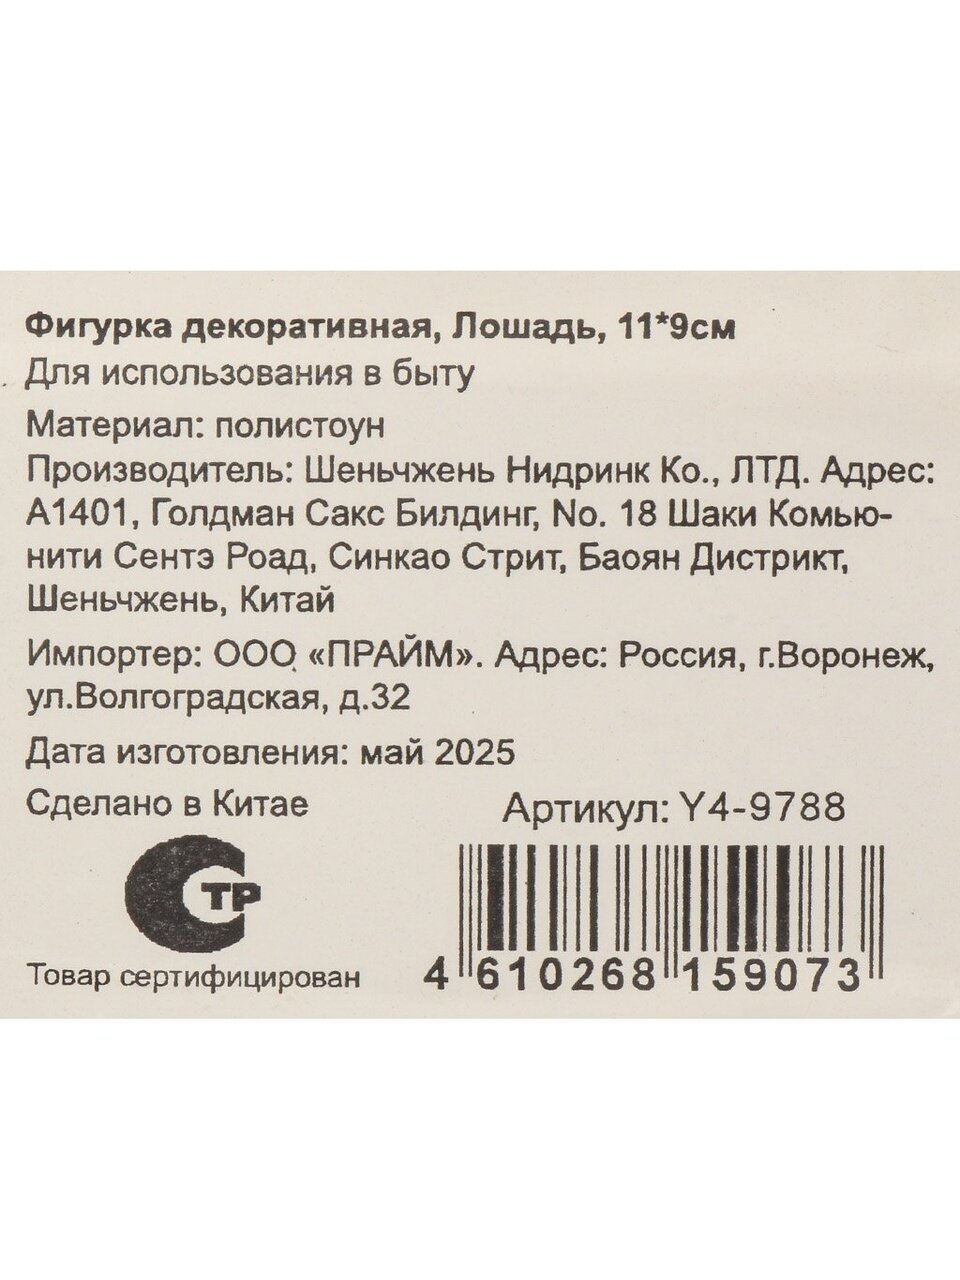 Фигурка декоративная, Лошадь, 11*9см
Для использования в быту
Материал: полистоун
Производитель: Шеньчжень Нидринк Ко., ЛТД. Адрес:
А1401, Голдман Сакс Билдинг, No. 18 Шаки Комью-
нити Сентэ Роад, Синкао Стрит, Баоян Дистрикт,
Шеньчжень, Китай
Импортер: ООО «ПРАЙМ». Адрес: Россия, г.Воронеж,
ул.Волгоградская, д.32
Дата изготовления: май 2025
Сделано в Китае
Артикул: Y4-9788
ТР
Товар сертифицирован
4 610268 159073